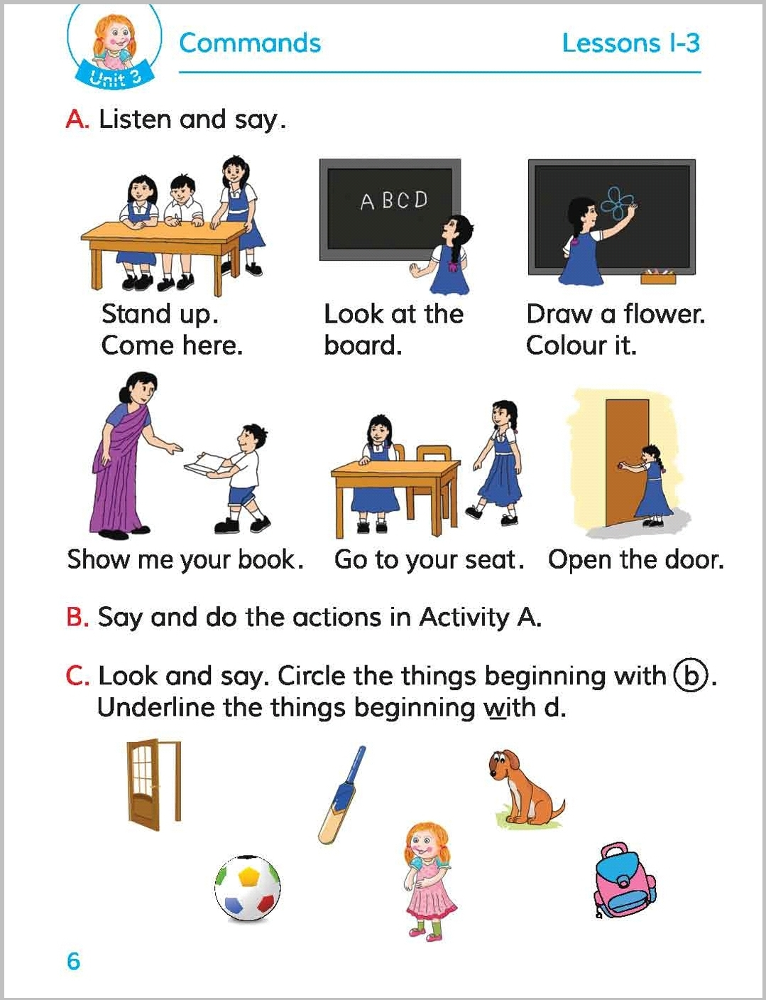 Unit 3
Commands
Lessons 1-3
A. Listen and say.
A B C D
Stand up.
Come here.
Look at the
board.
Draw a flower.
Colour it.
Show me your book.
Go to your seat.
Open the door.
B. Say and do the actions in Activity A.
C. Look and say. Circle the things beginning with b.
Underline the things beginning with d.
6